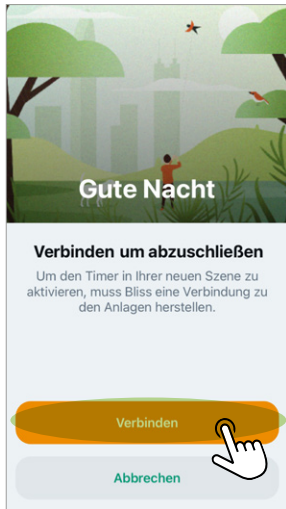 Gute Nacht
Verbinden um abzuschließen
Um den Timer in Ihrer neuen Szene zu
aktivieren, muss Bliss eine Verbindung zu
den Anlagen herstellen.
Verbinden
Abbrechen